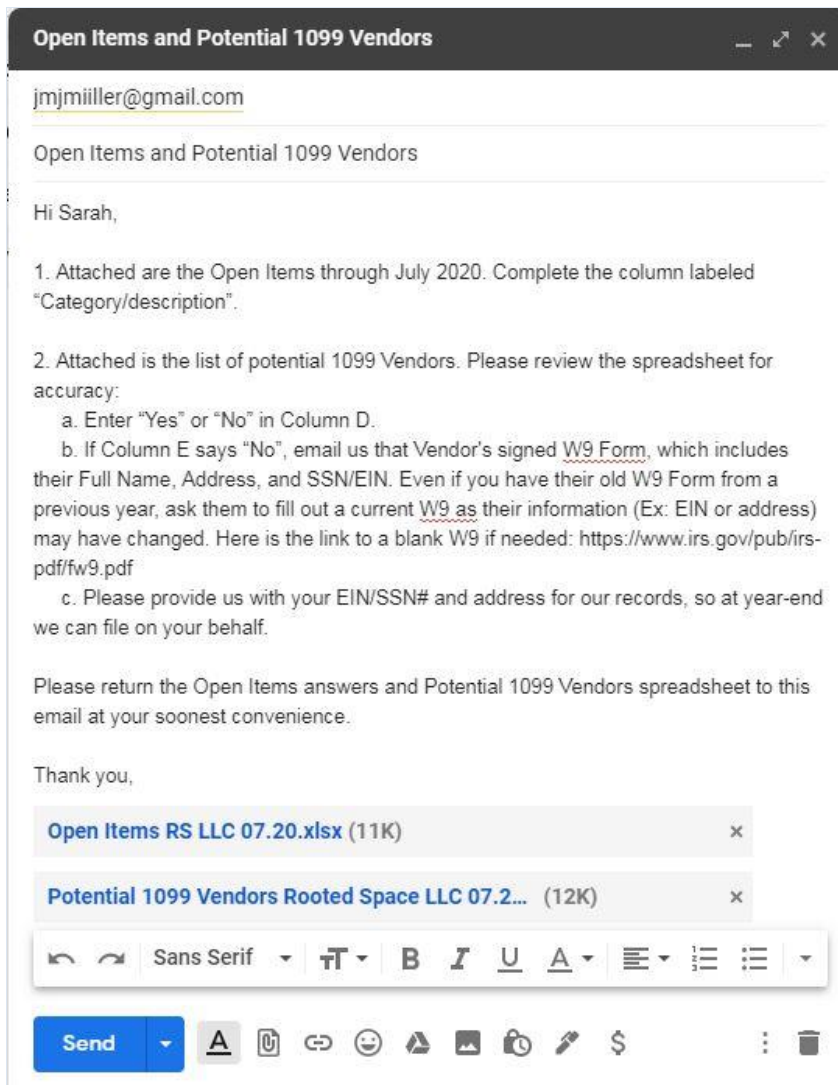 Open Items and Potential 1099 Vendors
jmjmiiller@gmail.com
Open Items and Potential 1099 Vendors
Hi Sarah,
1. Attached are the Open Items through July 2020. Complete the column labeled
“Category/description”.
2. Attached is the list of potential 1099 Vendors. Please review the spreadsheet for
accuracy:
a. Enter “Yes” or “No” in Column D.
b. If Column E says “No”, email us that Vendor's signed W9 Form, which includes
their Full Name, Address, and SSN/EIN. Even if you have their old W9 Form from a
previous year, ask them to fill out a current W9 as their information (Ex: EIN or address)
may have changed. Here is the link to a blank W9 if needed: https://www.irs.gov/pub/irs-
pdf/fw9.pdf
c. Please provide us with your EIN/SSN# and address for our records, so at year-end
we can file on your behalf.
Please return the Open Items answers and Potential 1099 Vendors spreadsheet to this
email at your soonest convenience.
Thank you,
Open Items RS LLC 07.20.xlsx (11K)
Potential 1099 Vendors Rooted Space LLC 07.2... (12K)
Sans Serif
Send